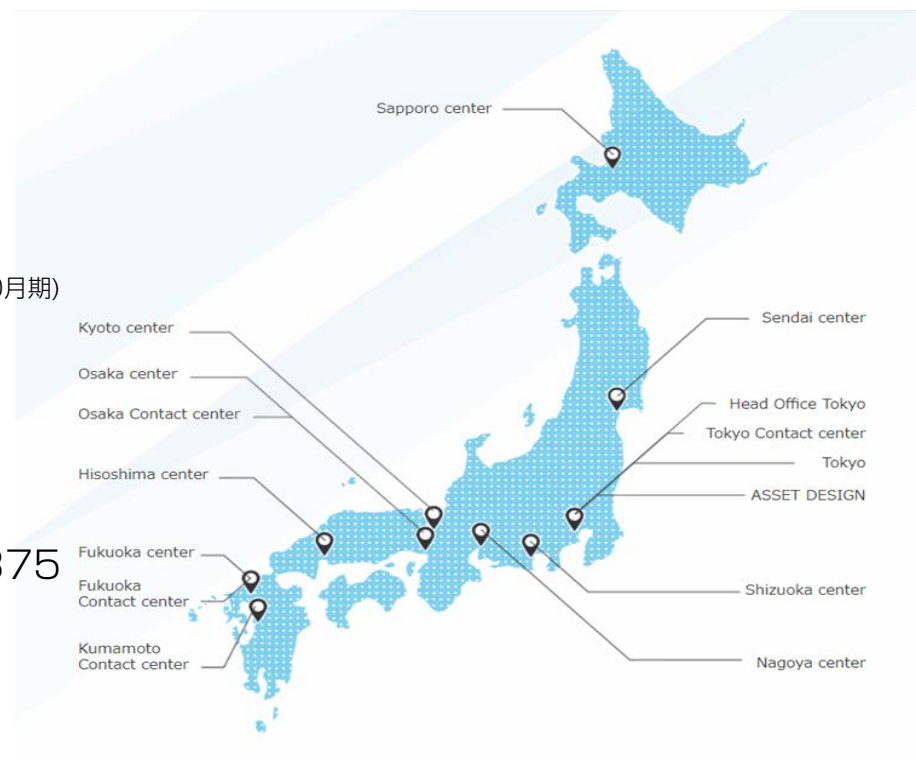 Sapporo center
月期)
Kyoto center
Osaka center
Osaka Contact center
Hisoshima center
375
Fukuoka center
Fukuoka
Contact center
Kumamoto
Contact center
Sendai center
Head Office Tokyo
Tokyo Contact center
Tokyo
ASSET DESIGN
Shizuoka center
Nagoya center